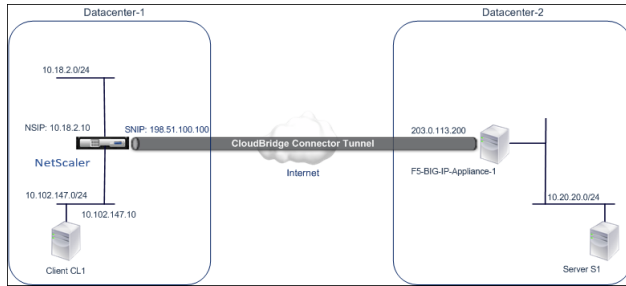 Datacenter-1
Datacenter-2
10.18.2.0/24
NSIP: 10.18.2.10
SNIP: 198.51.100.100
CloudBridge Connector Tunnel
203.0.113.200
NetScaler
Internet
F5-BIG-IP-Appliance-1
10.102.147.0/24
10.102.147.10
10.20.20.0/24
Client CL1
Server S1